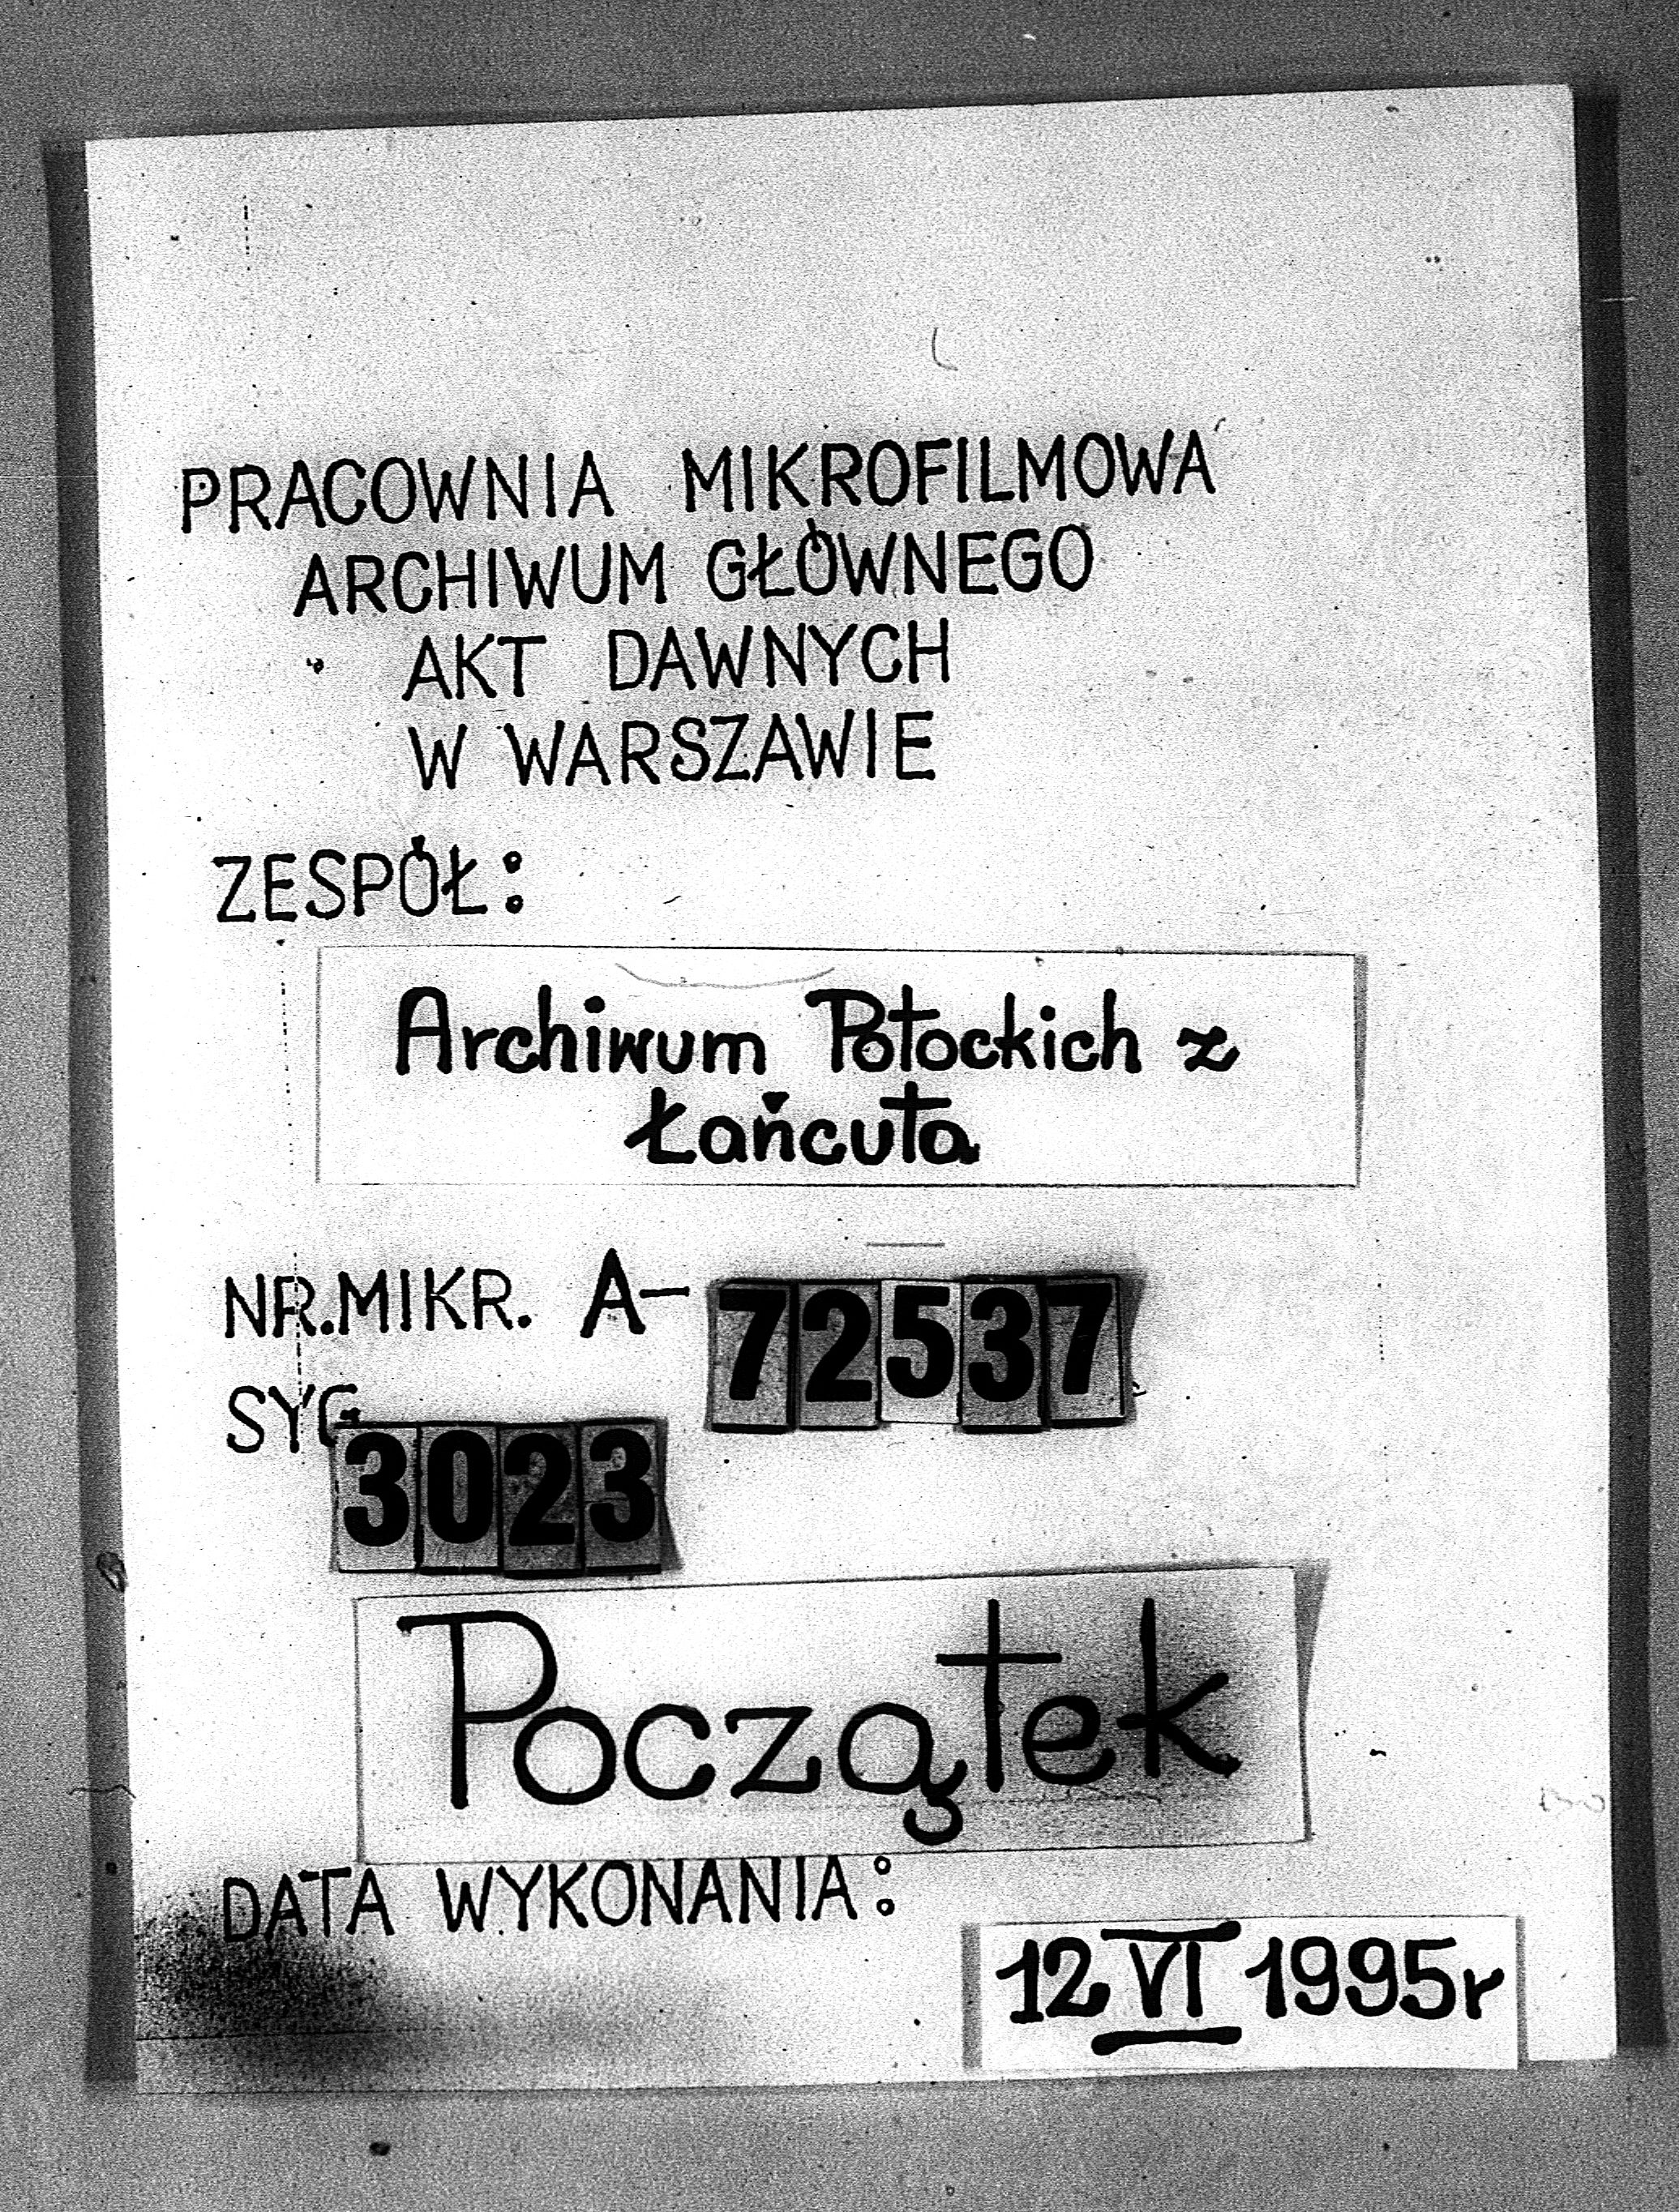 PRACOWNIA MIKROFILMOWA
ARCHIWUM GŁÓWNEGO
AKT DAWNYCH
W WARSZAWIE
ZESPÓŁ:
Archiwum Potockich z
Łańcuta
NR.MIKR. A-72537
SYG
3023
Początek
DATA WYKONANIA:
12 VI 1995r